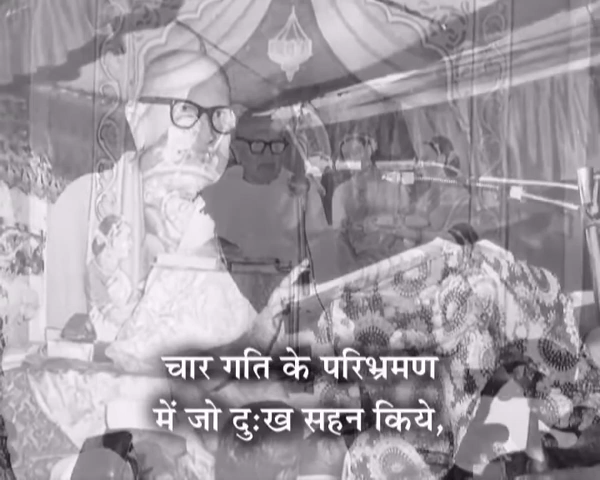 चार गति के परिभ्रमण
में जो दुःख सहन किये,